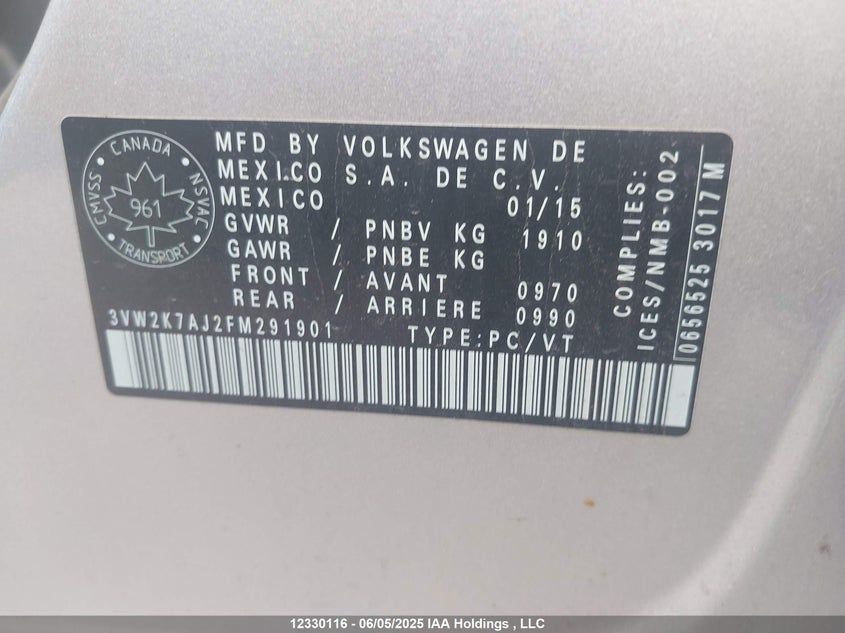 CANADA
CMVSS
NSVAC
961
TRANSPORT
MFD BY VOLKSWAGEN DE
MEXICO S.A. DE C.V.
MEXICO 01/15
GVWR / PNBV KG 1910
GAWR / PNBE KG
FRONT / AVANT 0970
REAR / ARRIERE 0990
3VW2K7AJ2FM291901 TYPE:PC/VT
COMPLIES:
ICES/NMB-002
0656525 3017 M
12330116 - 06/05/2025 IAA Holdings , LLC